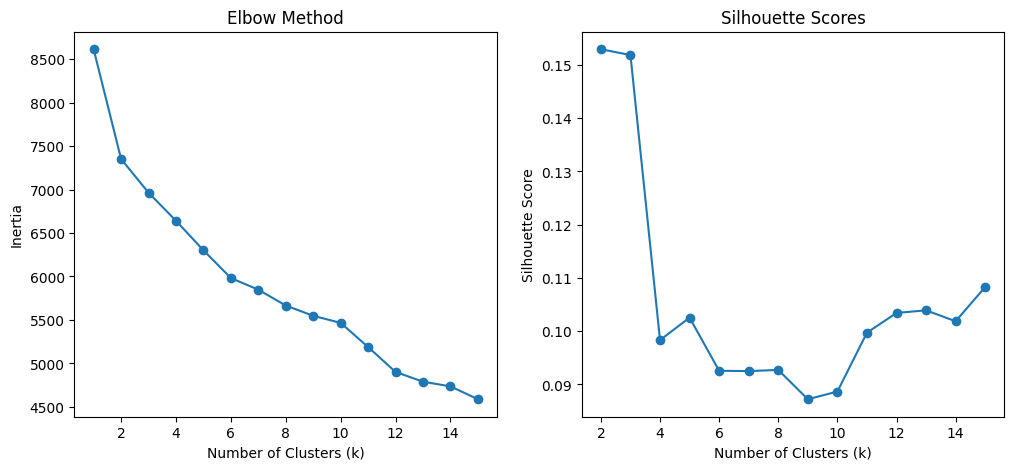 Elbow Method
Inertia
8500
8000
7500
7000
6500
6000
5500
5000
4500
2 4 6 8 10 12 14
Number of Clusters (k)
Silhouette Scores
Silhouette Score
0.15
0.14
0.13
0.12
0.11
0.10
0.09
2 4 6 8 10 12 14
Number of Clusters (k)